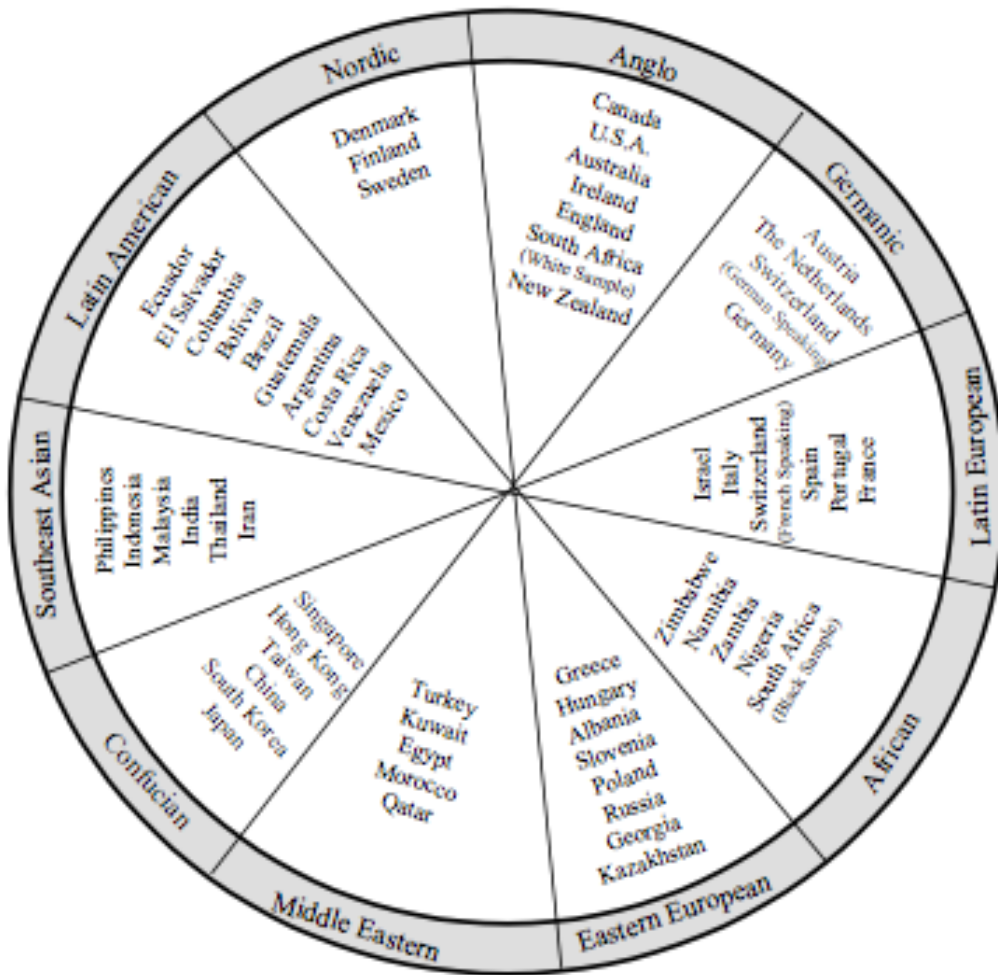 Nordic
Denmark
Finland
Sweden
Anglo
Canada
U.S.A.
Australia
Ireland
England
South Africa
(White Sample)
New Zealand
Germanic
Austria
The Netherlands
Switzerland
(German Speaking)
Germany
Latin European
Israel
Italy
Switzerland
(French Speaking)
Spain
Portugal
France
African
Zimbabwe
Namibia
Zambia
Nigeria
South Africa
(Black Sample)
Eastern European
Greece
Hungary
Albania
Slovenia
Poland
Russia
Georgia
Kazakhstan
Middle Eastern
Turkey
Kuwait
Egypt
Morocco
Qatar
Confucian
Singapore
Hong Kong
Taiwan
China
South Korea
Japan
Southeast Asian
Philippines
Indonesia
Malaysia
India
Thailand
Iran
Latin American
Ecuador
El Salvador
Columbia
Bolivia
Brazil
Guatemala
Argentina
Costa Rica
Venezuela
Mexico